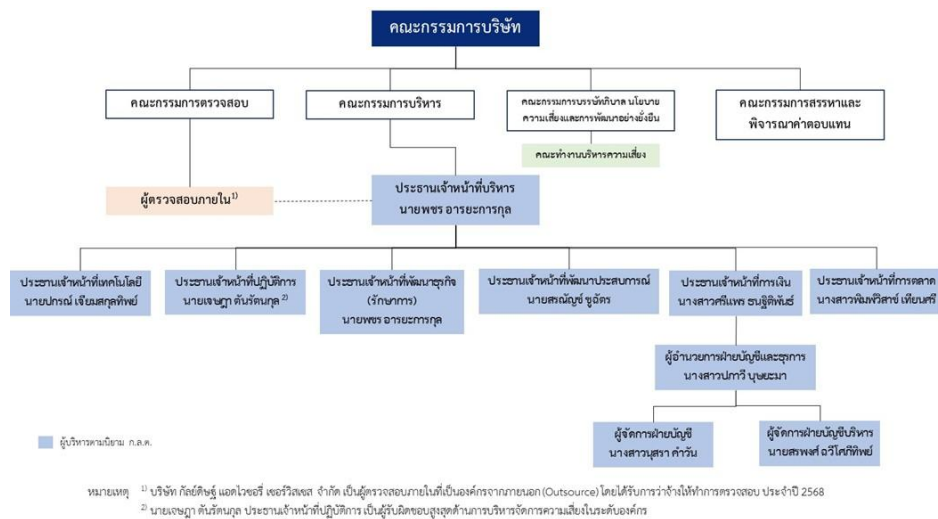 คณะกรรมการบริษัท
คณะกรรมการตรวจสอบ
คณะกรรมการบริหาร
คณะกรรมการบรรษัทภิบาล นโยบาย
ความเสี่ยงและการพัฒนาอย่างยั่งยืน
คณะกรรมการสรรหาและ
พิจารณาค่าตอบแทน
คณะทำงานบริหารความเสี่ยง
ผู้ตรวจสอบภายใน 1)
ประธานเจ้าหน้าที่บริหาร
นายพชร อารยะการกุล
ประธานเจ้าหน้าที่เทคโนโลยี
นายปกรณ์ เจียมสกุลทิพย์
ประธานเจ้าหน้าที่ปฏิบัติการ
นายเจษฎา ตันรัตนกุล 2)
ประธานเจ้าหน้าที่พัฒนาธุรกิจ
(รักษาการ)
นายพชร อารยะการกุล
ประธานเจ้าหน้าที่พัฒนาประสบการณ์
นายสรณัญช์ ชูฉัตร
ประธานเจ้าหน้าที่การเงิน
นางสาวศรีแพร ธนฐิติพันธ์
ประธานเจ้าหน้าที่การตลาด
นางสาวพิมพ์วิสาข์ เทียนศรี
ผู้อำนวยการฝ่ายบัญชีและธุรการ
นางสาวปภาวี บุษยะมา
ผู้จัดการฝ่ายบัญชี
นางสาวนุสรา คำวัน
ผู้จัดการฝ่ายบัญชีบริหาร
นายสรพงศ์ ฉวีโศภีทิพย์
ผู้บริหารตามนิยาม ก.ล.ต.
หมายเหตุ 1) บริษัท กัลย์ดิษฐ์ แอดไวซอรี่ เซอร์วิสเซส จำกัด เป็นผู้ตรวจสอบภายในที่เป็นองค์กรจากภายนอก (Outsource) โดยได้รับการว่าจ้างให้ทำการตรวจสอบ ประจำปี 2568
2) นายเจษฎา ตันรัตนกุล ประธานเจ้าหน้าที่ปฏิบัติการ เป็นผู้รับผิดชอบสูงสุดด้านการบริหารจัดการความเสี่ยงในระดับองค์กร